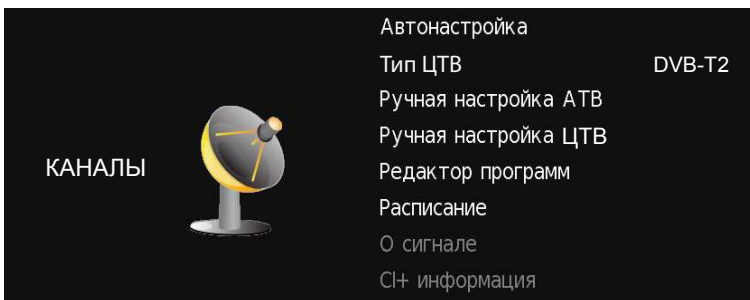 КАНАЛЫ
Автонастройка
Тип ЦТВ DVB-T2
Ручная настройка АТВ
Ручная настройка ЦТВ
Редактор программ
Расписание
О сигнале
CI+ информация